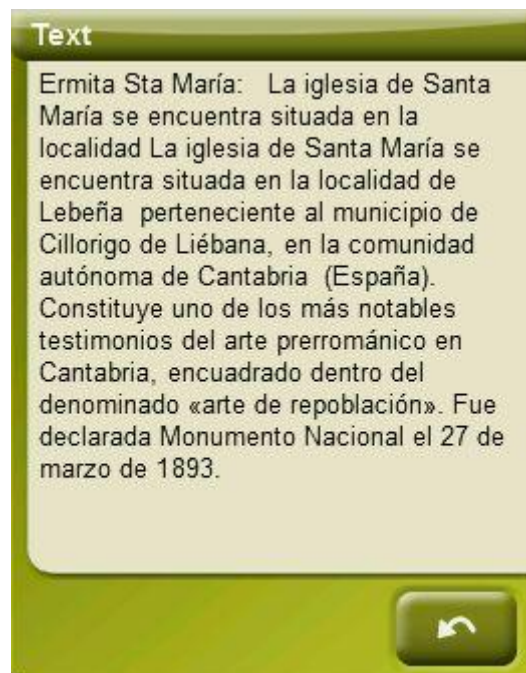 Text
Ermita Sta María:   La iglesia de Santa
María se encuentra situada en la
localidad La iglesia de Santa María se
encuentra situada en la localidad de
Lebeña  perteneciente al municipio de
Cillorigo de Liébana, en la comunidad
autónoma de Cantabria  (España).
Constituye uno de los más notables
testimonios del arte prerrománico en
Cantabria, encuadrado dentro del
denominado «arte de repoblación». Fue
declarada Monumento Nacional el 27 de
marzo de 1893.